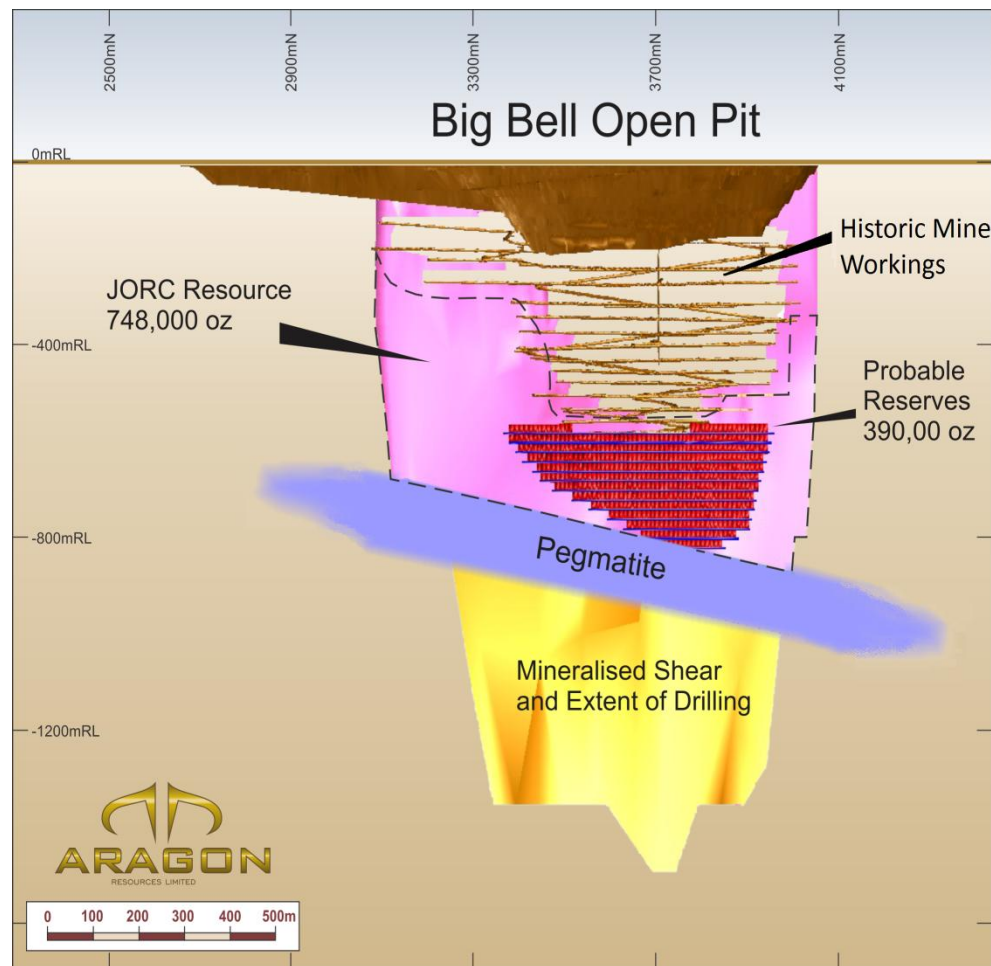 2500mN
2900mN
3300mN
3700mN
4100mN
Big Bell Open Pit
0mRL
Historic Mine
Workings
JORC Resource
748,000 oz
-400mRL
Probable
Reserves
390,00 oz
-800mRL
Pegmatite
Mineralised Shear
and Extent of Drilling
-1200mRL
ARAGON
RESOURCES LIMITED
0 100 200 300 400 500m